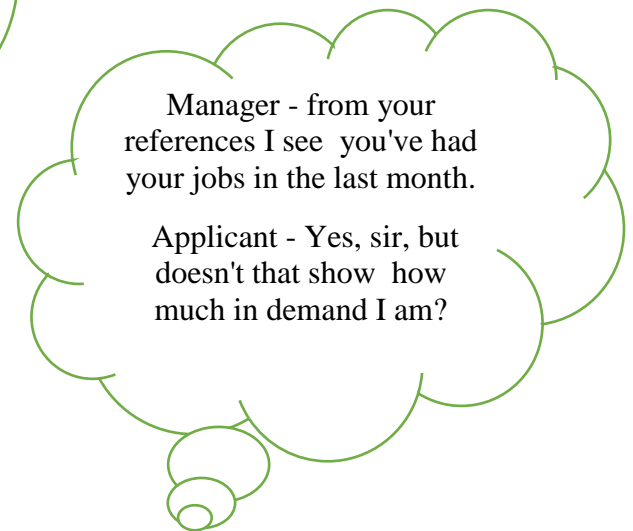 Manager - from your
references I see  you've had
your jobs in the last month.
Applicant - Yes, sir, but
doesn't that show  how
much in demand I am?